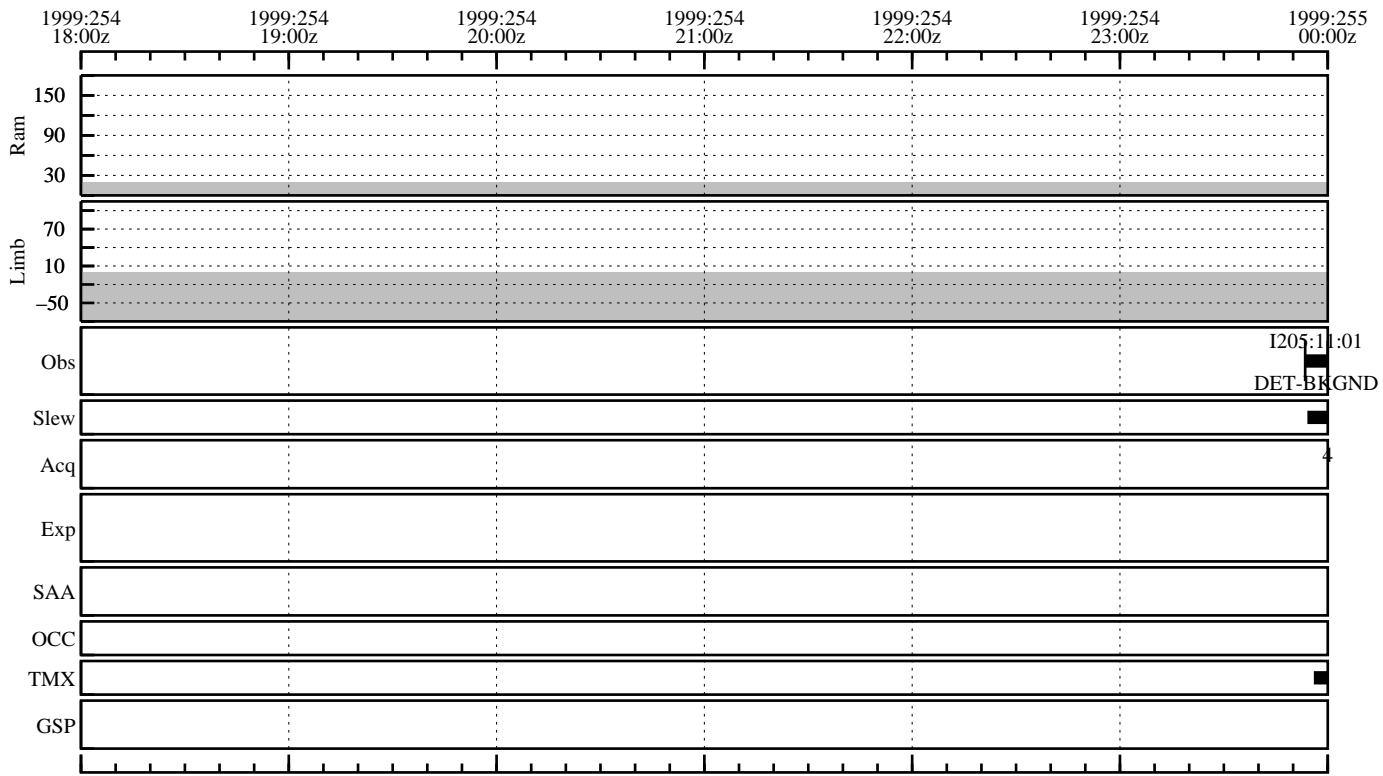 1999:254 1999:254 1999:254 1999:254 1999:254 1999:254 1999:255
18:00z 19:00z 20:00z 21:00z 22:00z 23:00z 00:00z
150
90
30
Ram
70
10
–50
Limb
I205:11:01
Obs
DET-BKGND
Slew
4
Acq
Exp
SAA
OCC
TMX
GSP